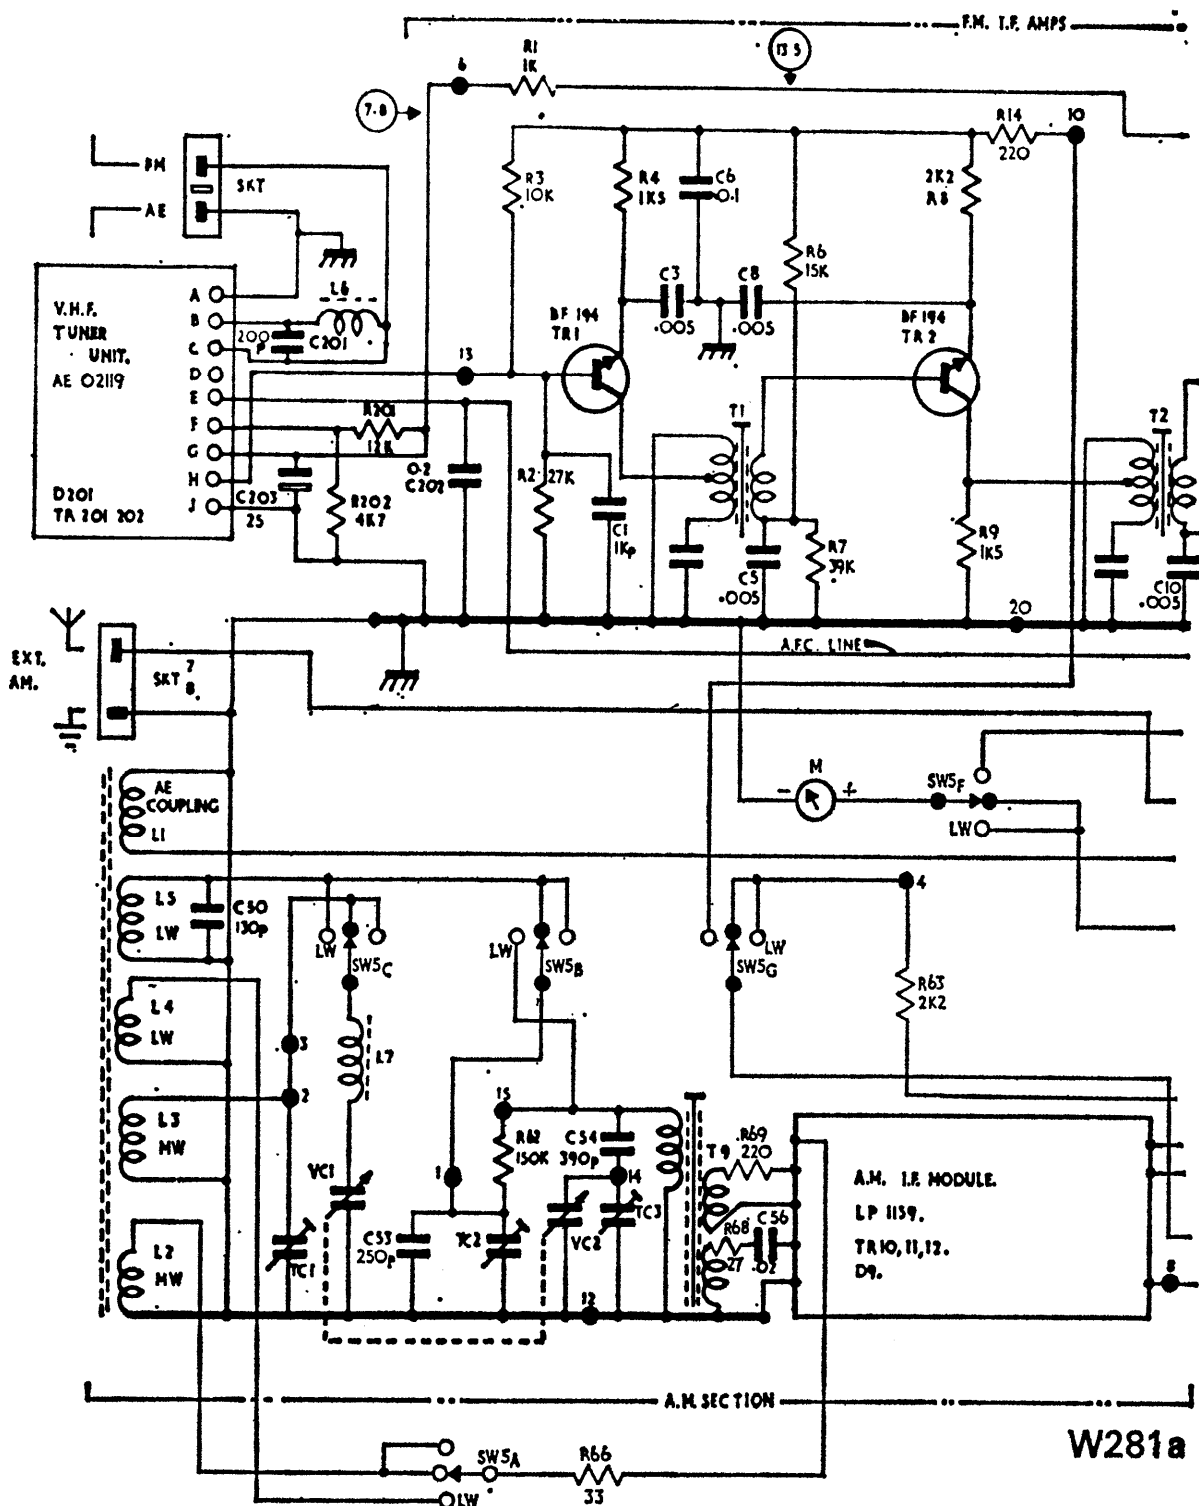 F.M. I.F. AMPS
R1
1K
13 5
6
7.8
R14
220
10
FM
SKT
AE
R3
10K
R4
1K5
C6
0.1
2K2
R8
R6
15K
V.H.F.
TUNER
UNIT.
AE 02119
D201
TR 201 202
A
B
C
D
E
F
G
H
J
L6
200
p
C201
C3
.005
C8
.005
BF 194
TR1
BF 194
TR2
13
R201
12K
0.2
C202
C203
25
R202
4K7
R2
27K
C1
1Kp
T1
T2
C5
.005
R7
39K
R9
1K5
C10
.005
20
A.F.C. LINE
EXT.
AM.
SKT 7
8
M
-
+
SW5F
LW
AE
COUPLING
L1
L5
LW
C50
130p
LW
SW5C
LW
SW5B
LW
SW5G
4
R63
2K2
L4
LW
3
L7
2
L3
MW
15
R62
150K
C54
390p
1
14
VC1
T9
R69
220
A.M. I.F. MODULE.
LP 1159.
TR10,11,12.
D9.
L2
MW
TC1
C53
250p
TC2
VC2
TC3
R68
27
C56
.02
12
8
A.M. SECTION
W281a
SW5A
R66
33
LW